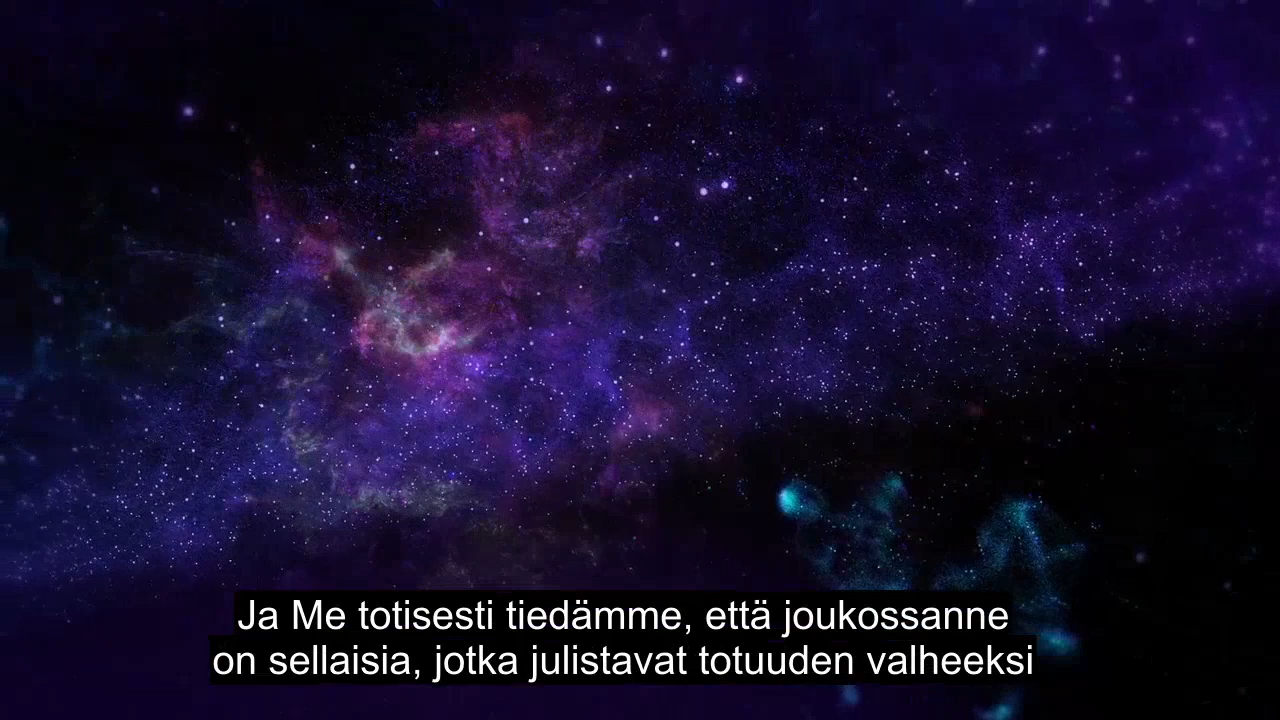 Ja Me totisesti tiedämme, että joukossanne
on sellaisia, jotka julistavat totuuden valheeksi